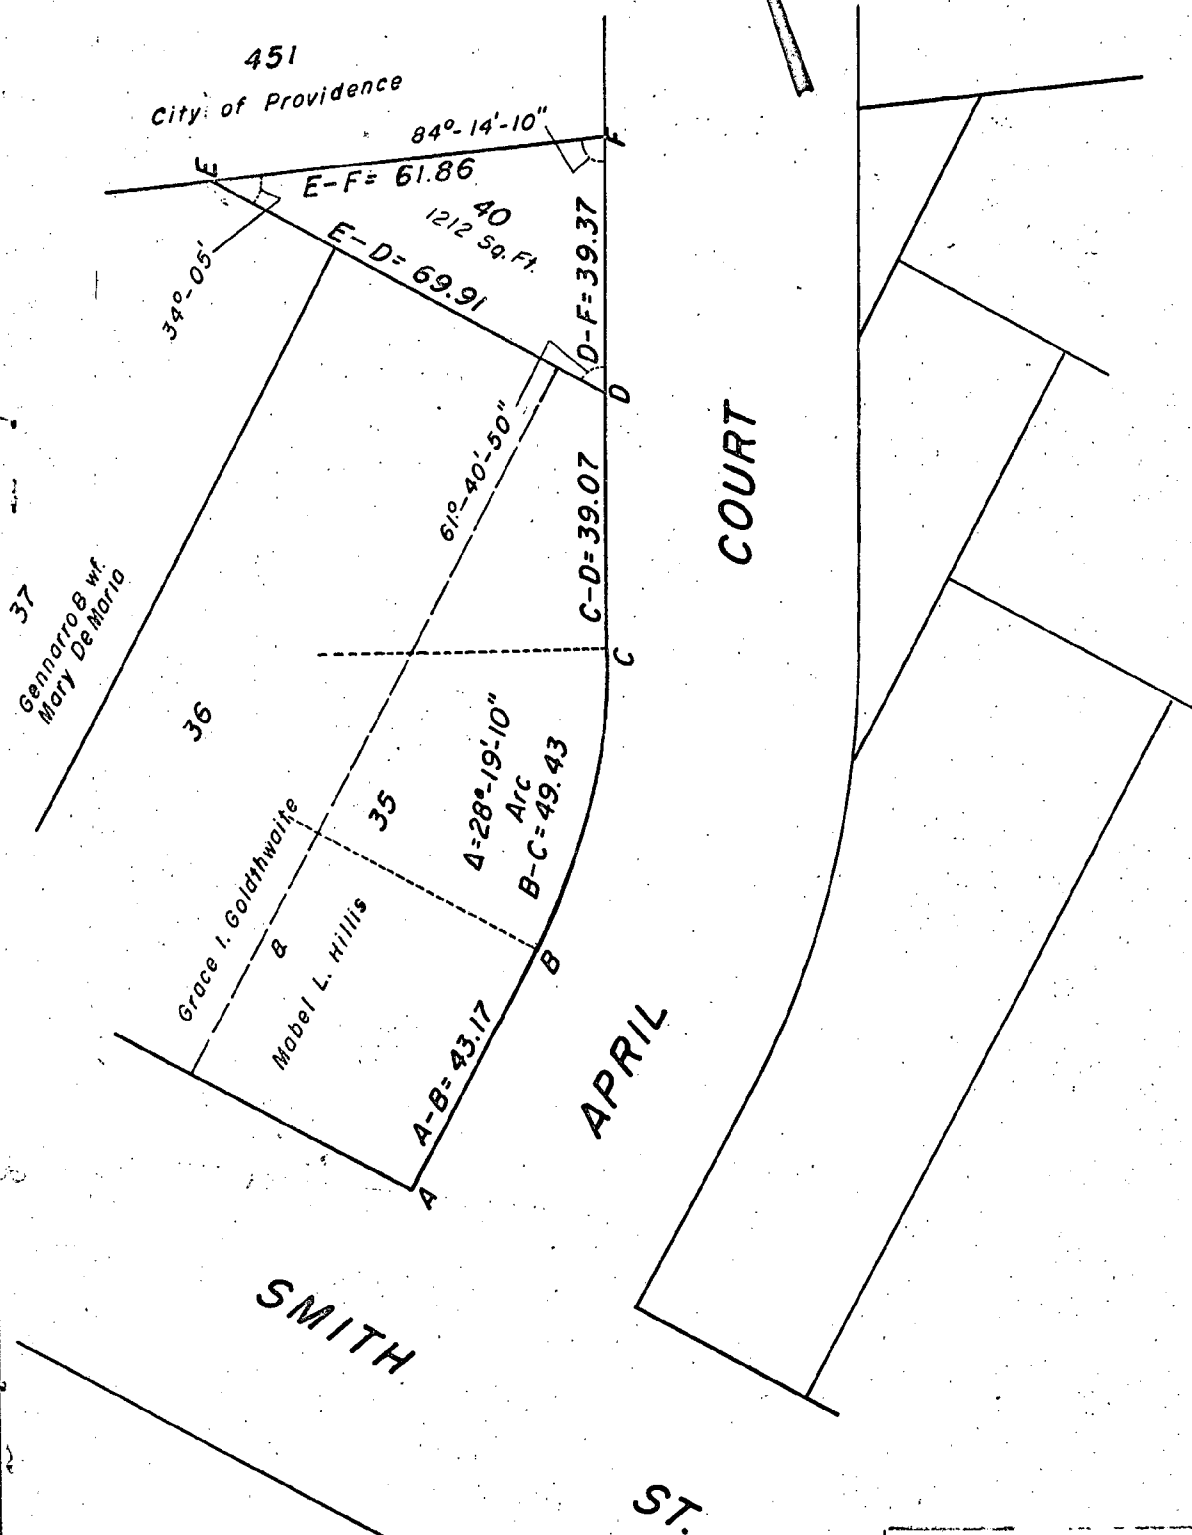 451
City of Providence
84°-14'-10"
E
F
E-F= 61.86
40
1212 Sq. Ft.
E-D= 69.91
34°-05'
D-F= 39.37
D
61°-40'-50"
C-D= 39.07
COURT
37
Gennarro & wf.
Mary De Maria
C
36
35
Δ=28°-19'-10"
Arc
B-C= 49.43
Grace I. Goldthwaite
&
Mabel L. Hillis
B
A-B= 43.17
APRIL
A
SMITH
ST.